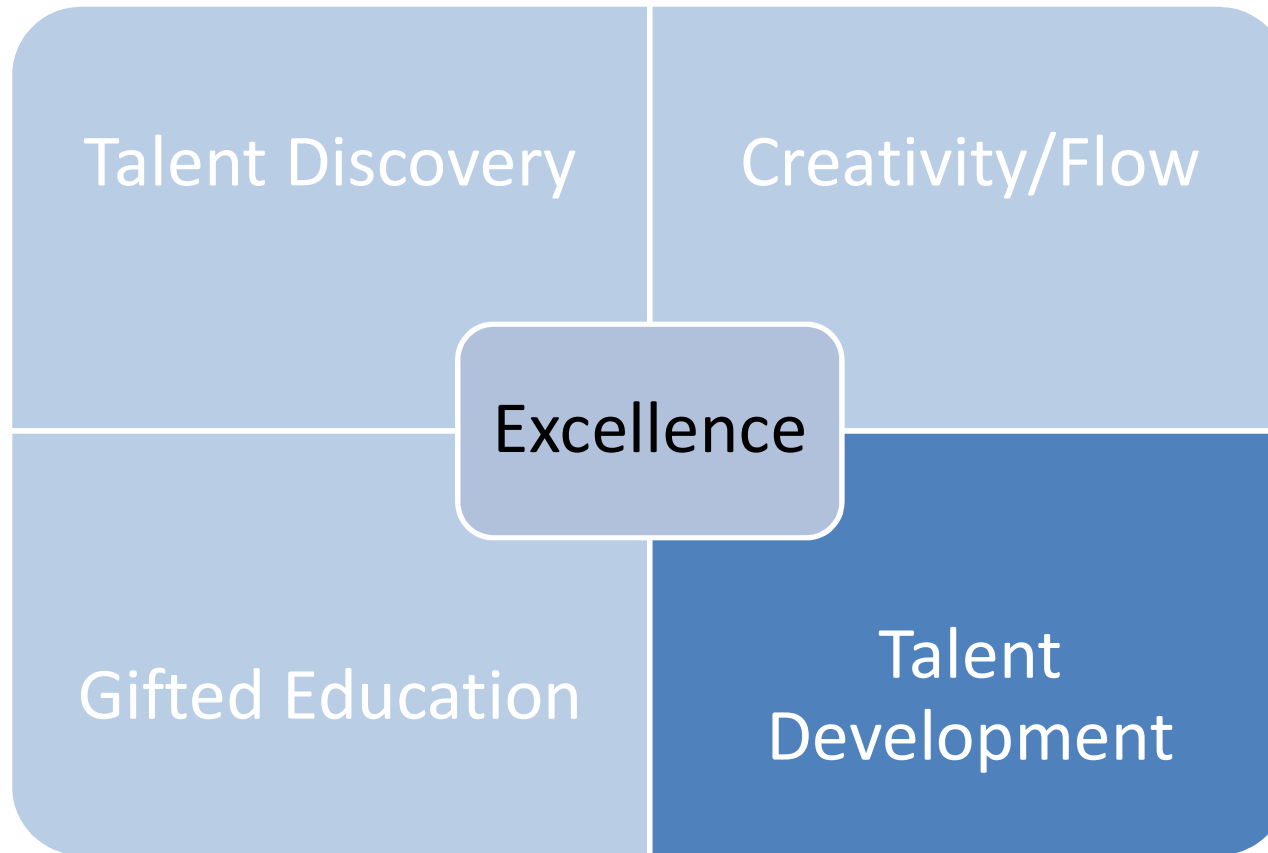 Talent Discovery
Creativity/Flow
Excellence
Gifted Education
Talent
Development